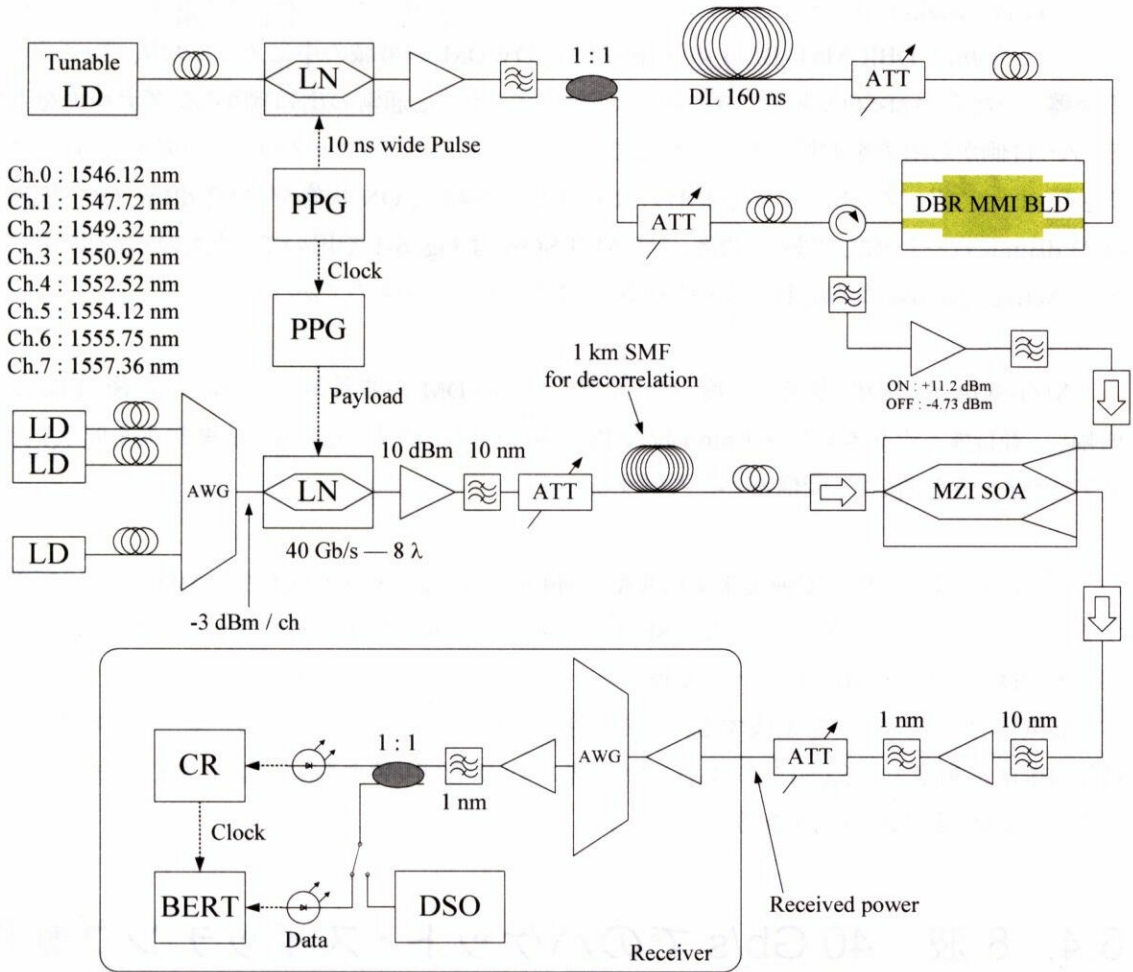 Tunable
LD
LN
1 : 1
DL 160 ns
ATT
10 ns wide Pulse
Ch.0 : 1546.12 nm
Ch.1 : 1547.72 nm
Ch.2 : 1549.32 nm
Ch.3 : 1550.92 nm
Ch.4 : 1552.52 nm
Ch.5 : 1554.12 nm
Ch.6 : 1555.75 nm
Ch.7 : 1557.36 nm
PPG
Clock
PPG
Payload
ATT
DBR MMI BLD
1 km SMF
for decorrelation
ON : +11.2 dBm
OFF : -4.73 dBm
LD
LD
LD
AWG
LN
10 dBm
10 nm
ATT
MZI SOA
40 Gb/s — 8 λ
-3 dBm / ch
CR
1 : 1
1 nm
AWG
ATT
1 nm
10 nm
Clock
BERT
Data
DSO
Received power
Receiver